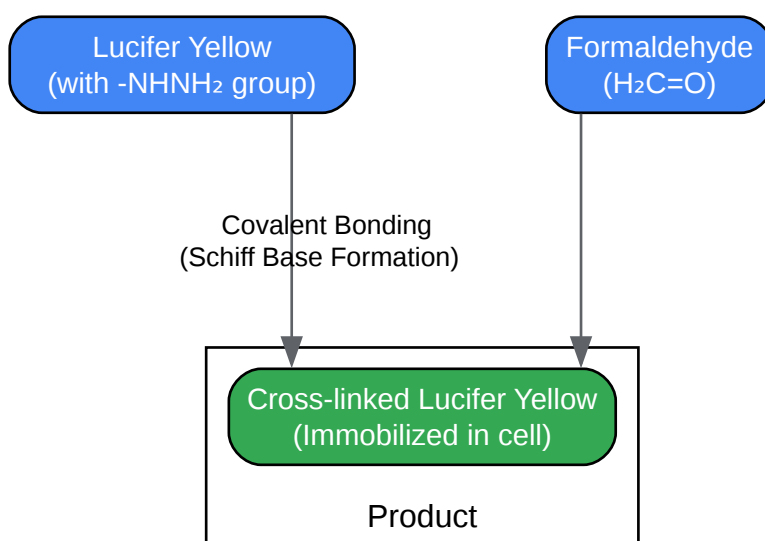 Lucifer Yellow
(with -NHNH₂ group)
Formaldehyde
(H₂C=O)
Covalent Bonding
(Schiff Base Formation)
Cross-linked Lucifer Yellow
(Immobilized in cell)
Product